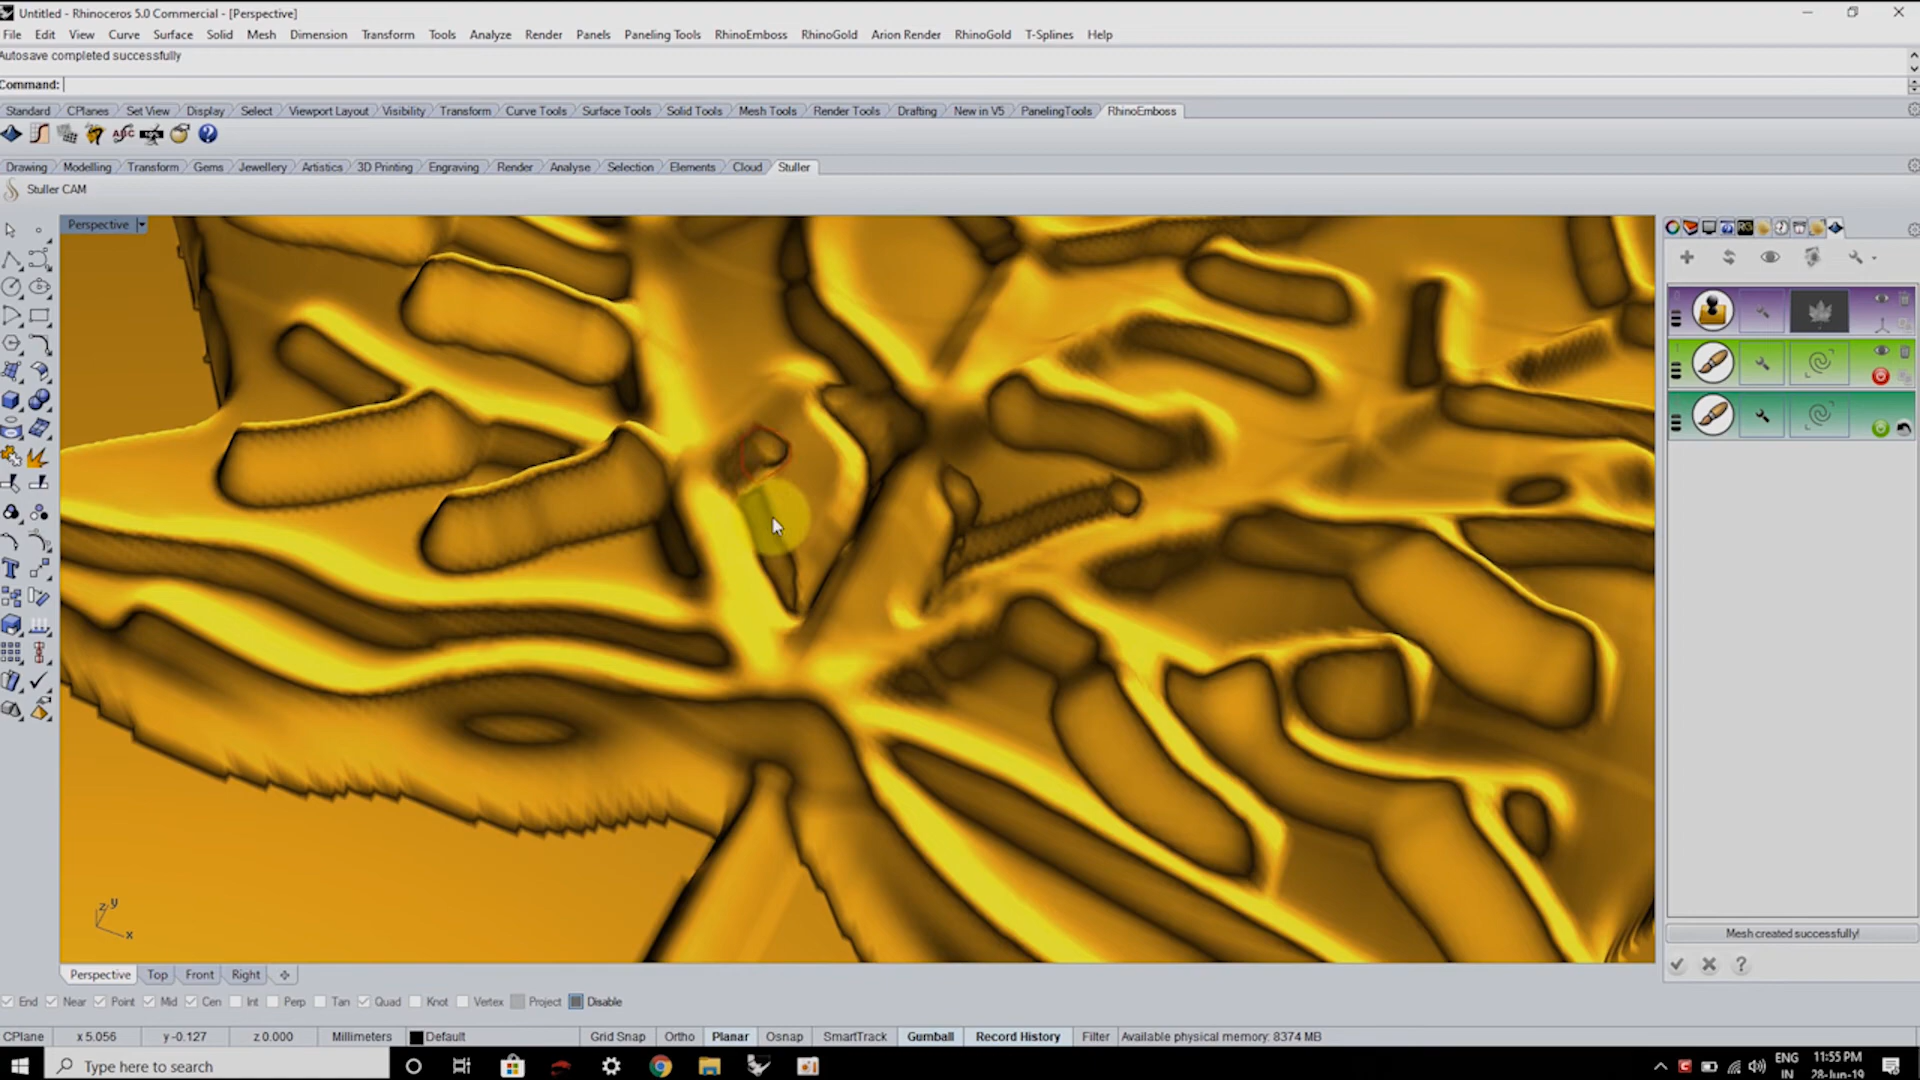 Untitled - Rhinoceros 5.0 Commercial - [Perspective]
File Edit View Curve Surface Solid Mesh Dimension Transform Tools Analyze Render Panels Paneling Tools RhinoEmboss RhinoGold Arion Render RhinoGold T-Splines Help
Autosave completed successfully
Command:
Standard CPlanes Set View Display Select Viewport Layout Visibility Transform Curve Tools Surface Tools Solid Tools Mesh Tools Render Tools Drafting New in V5 PanelingTools RhinoEmboss
Drawing Modelling Transform Gems Jewellery Artistics 3D Printing Engraving Render Analyse Selection Elements Cloud Stuller
Stuller CAM
Perspective
z y
x
Mesh created successfully!
Perspective Top Front Right
End Near Point Mid Cen Int Perp Tan Quad Knot Vertex Project Disable
CPlane x 5.056 y -0.127 z 0.000 Millimeters Default Grid Snap Ortho Planar Osnap SmartTrack Gumball Record History Filter Available physical memory: 8374 MB
Type here to search
ENG 11:55 PM
IN 28-Jun-19